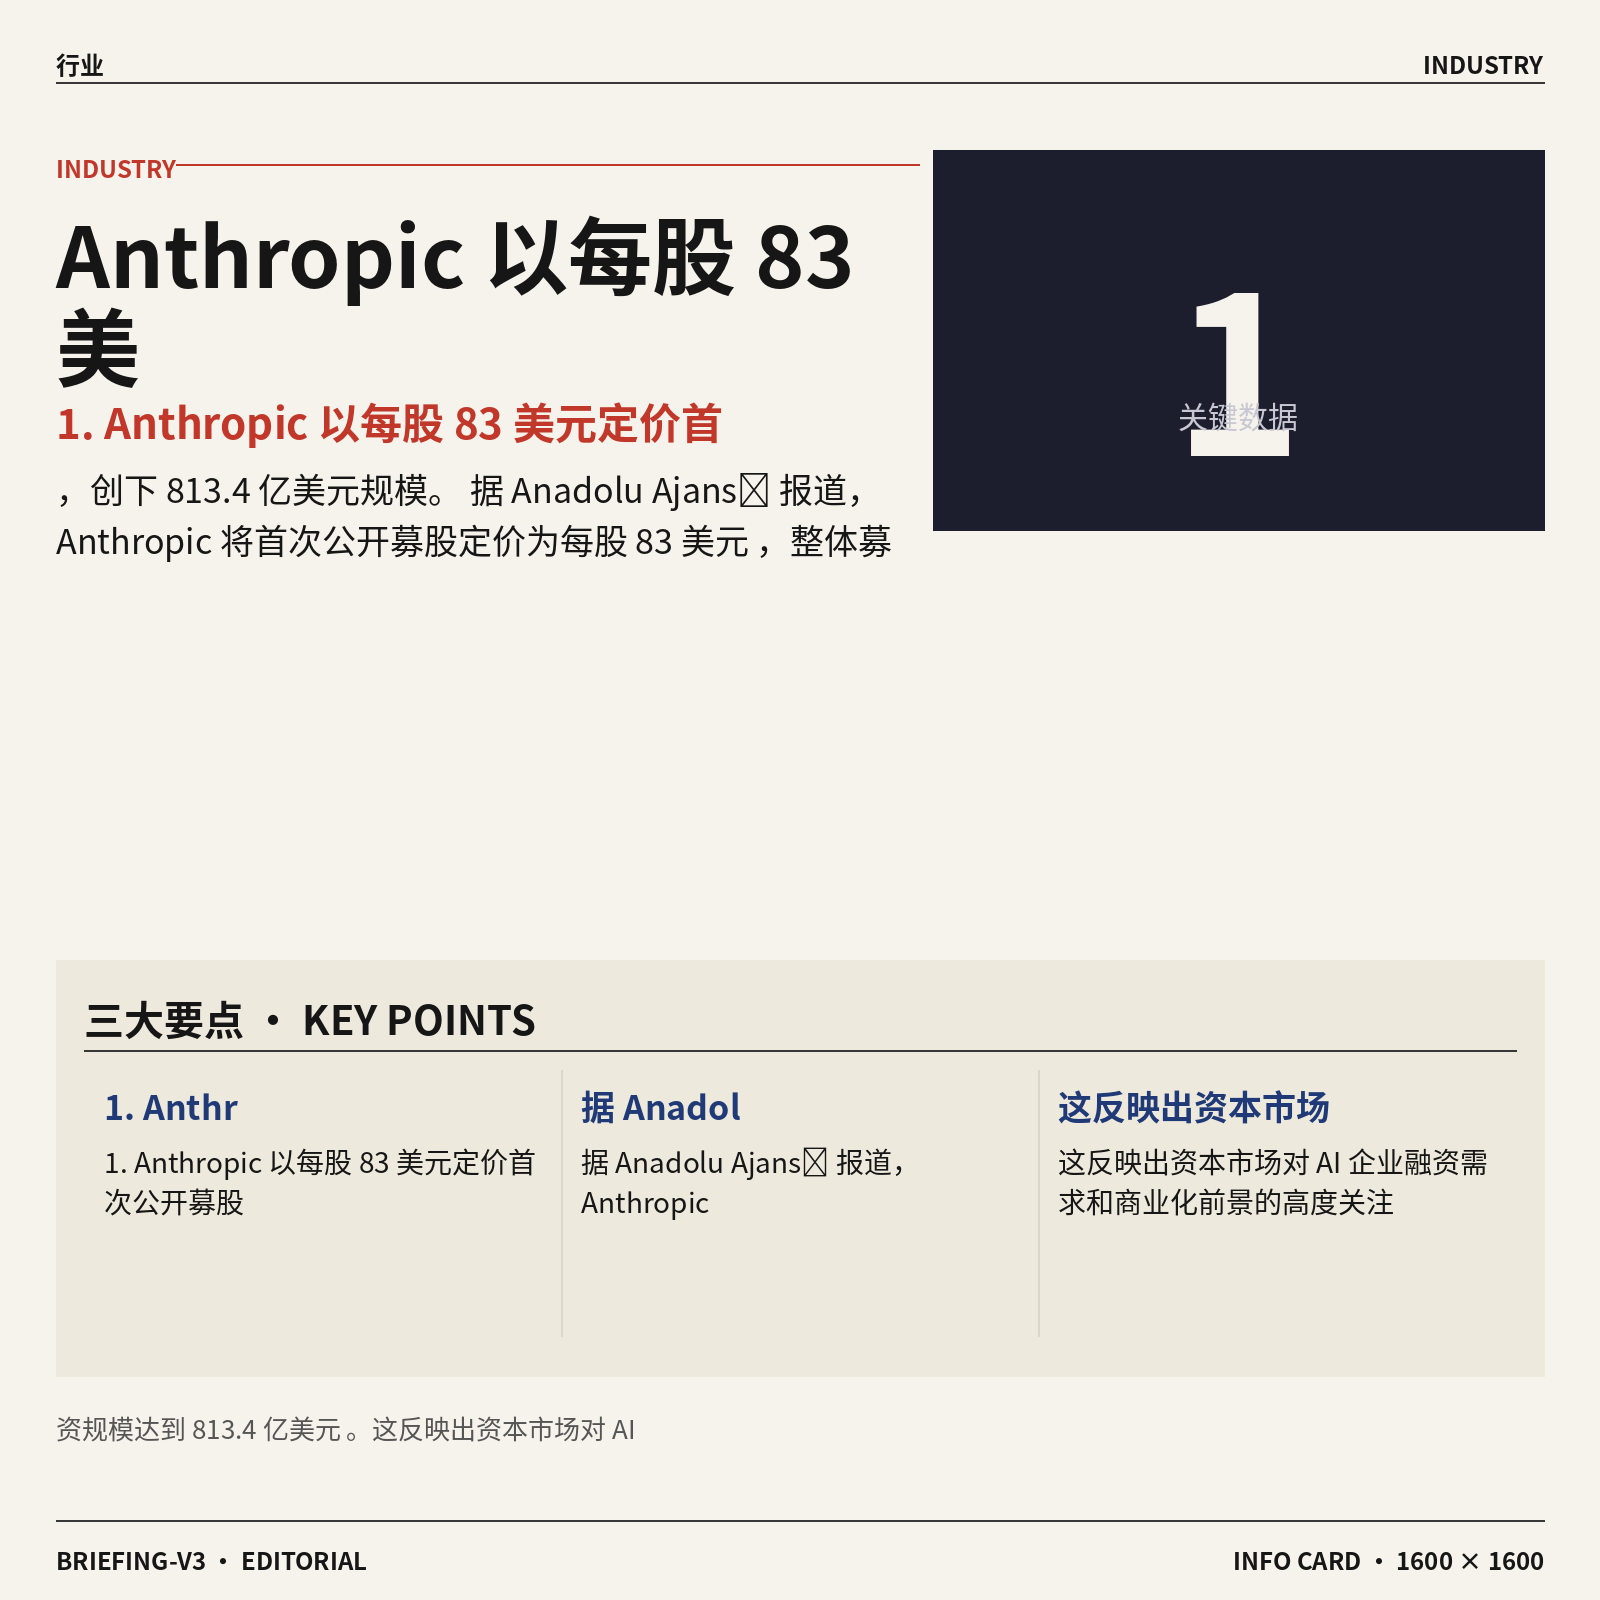 行业
INDUSTRY
INDUSTRY
Anthropic 以每股 83
美
1. Anthropic 以每股 83 美元定价首
，创下 813.4 亿美元规模。 据 Anadolu Ajans 报道，
Anthropic 将首次公开募股定价为每股 83 美元，整体募
1
关键数据
三大要点 · KEY POINTS
1. Anthr
1. Anthropic 以每股 83 美元定价首
次公开募股
据 Anadol
据 Anadolu Ajans 报道，
Anthropic
这反映出资本市场
这反映出资本市场对 AI 企业融资需
求和商业化前景的高度关注
资规模达到 813.4 亿美元。这反映出资本市场对 AI
BRIEFING-V3 · EDITORIAL
INFO CARD · 1600 × 1600